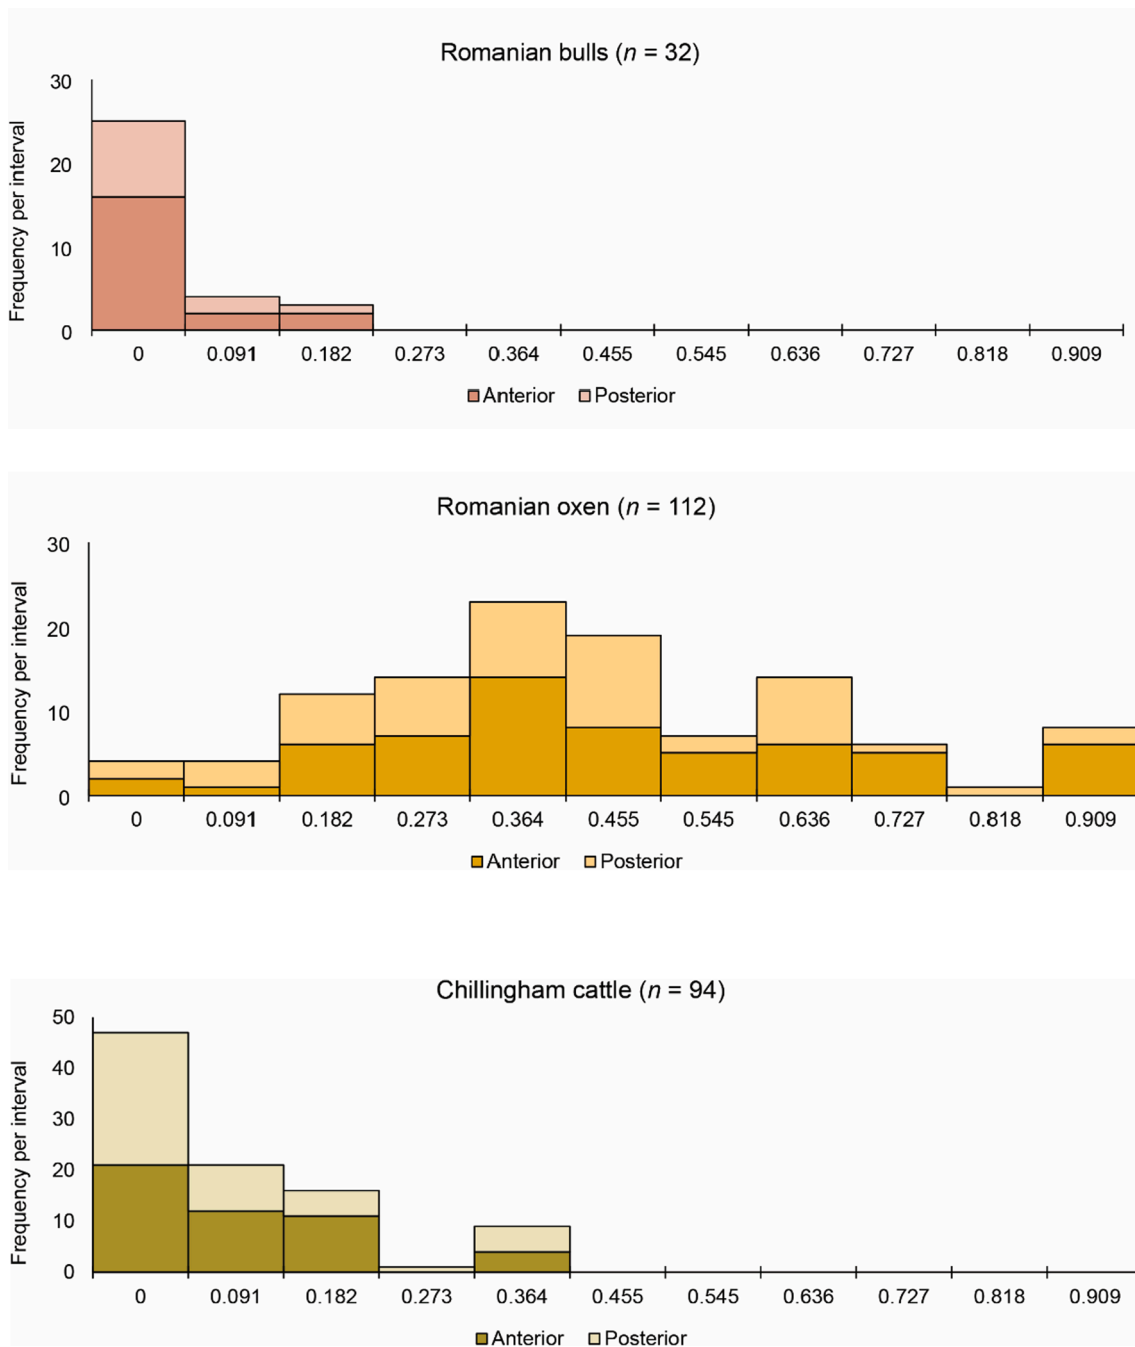 Romanian bulls (n = 32)
Frequency per interval
30
20
10
0
0 0.091 0.182 0.273 0.364 0.455 0.545 0.636 0.727 0.818 0.909
Anterior Posterior
Romanian oxen (n = 112)
Frequency per interval
30
20
10
0
0 0.091 0.182 0.273 0.364 0.455 0.545 0.636 0.727 0.818 0.909
Anterior Posterior
Chillingham cattle (n = 94)
Frequency per interval
50
40
30
20
10
0
0 0.091 0.182 0.273 0.364 0.455 0.545 0.636 0.727 0.818 0.909
Anterior Posterior